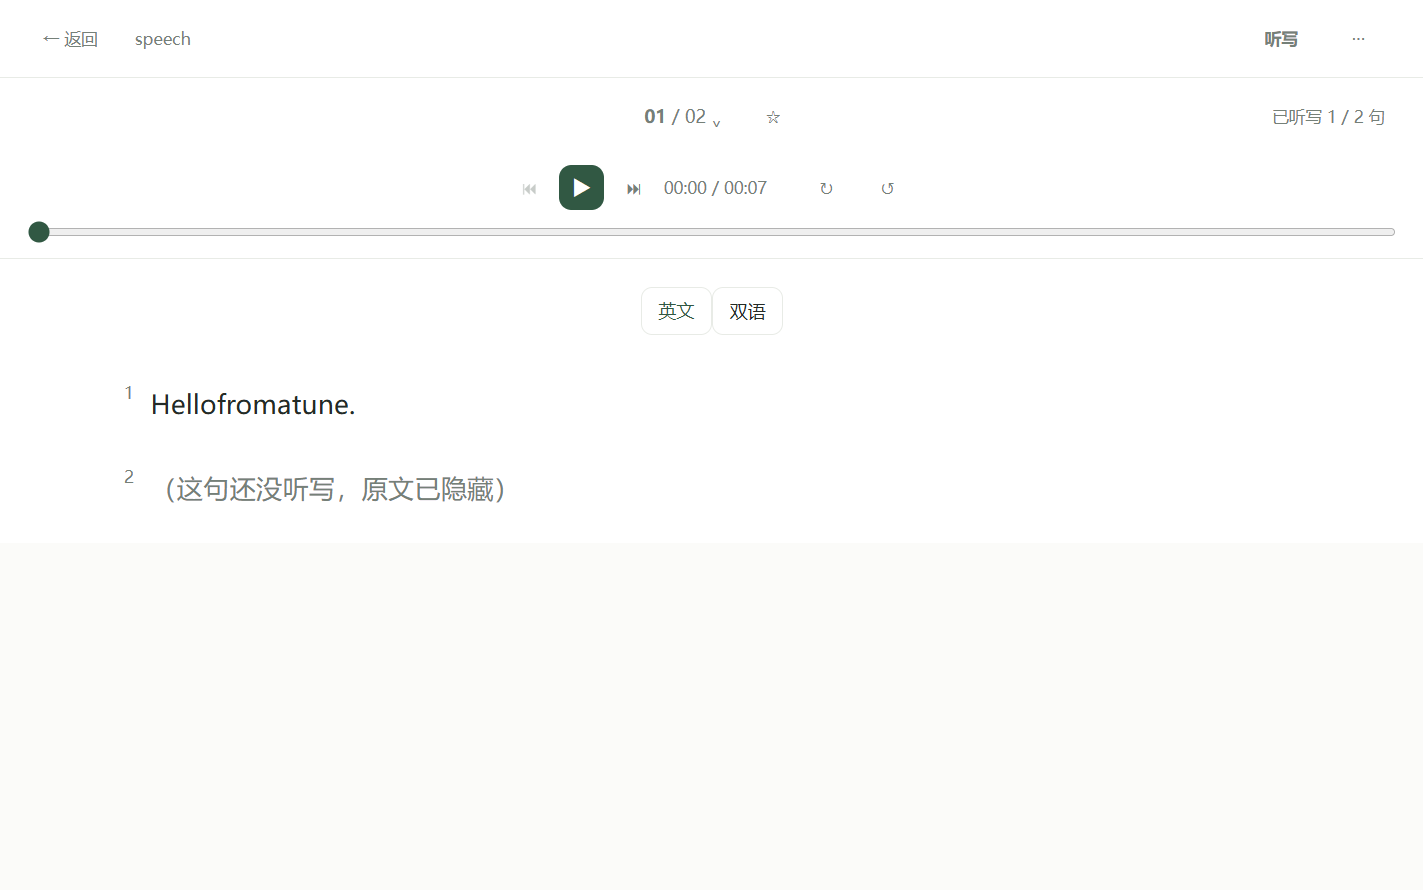 ← 返回 speech 听写 ...
01 / 02 ⌄ ☆ 已听写 1 / 2 句
00:00 / 00:07 ↻ ↺
英文 双语
1 Hellofromatune.
2 （这句还没听写，原文已隐藏）